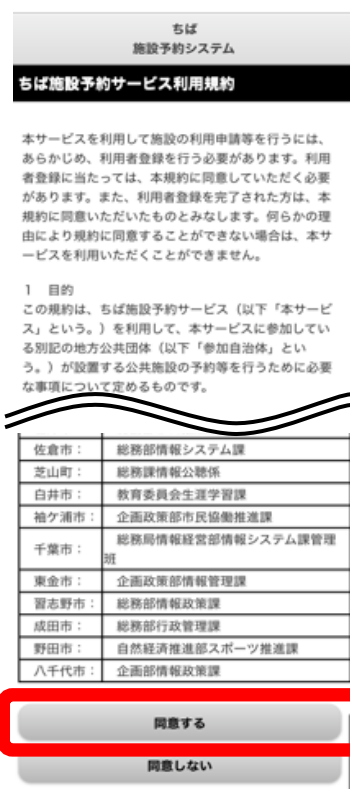 ちば
施設予約システム
ちば施設予約サービス利用規約
本サービスを利用して施設の利用申請等を行うには、
あらかじめ、利用者登録を行う必要があります。利用
者登録に当たっては、本規約に同意していただく必要
があります。また、利用者登録を完了された方は、本
規約に同意いただいたものとみなします。何らかの理
由により規約に同意することができない場合は、本サ
ービスを利用いただくことができません。
1 目的
この規約は、ちば施設予約サービス（以下「本サービ
ス」という。）を利用して、本サービスに参加してい
る別記の地方公共団体（以下「参加自治体」とい
う。）が設置する公共施設の予約等を行うために必要
な事項について定めるものです。
佐倉市： 総務部情報システム課
芝山町： 総務課情報公聴係
白井市： 教育委員会生涯学習課
袖ケ浦市： 企画政策部市民協働推進課
千葉市： 総務局情報経営部情報システム課管理
班
東金市： 企画政策部情報管理課
習志野市： 総務部情報政策課
成田市： 総務部行政管理課
野田市： 自然経済推進部スポーツ推進課
八千代市： 企画部情報政策課
同意する
同意しない